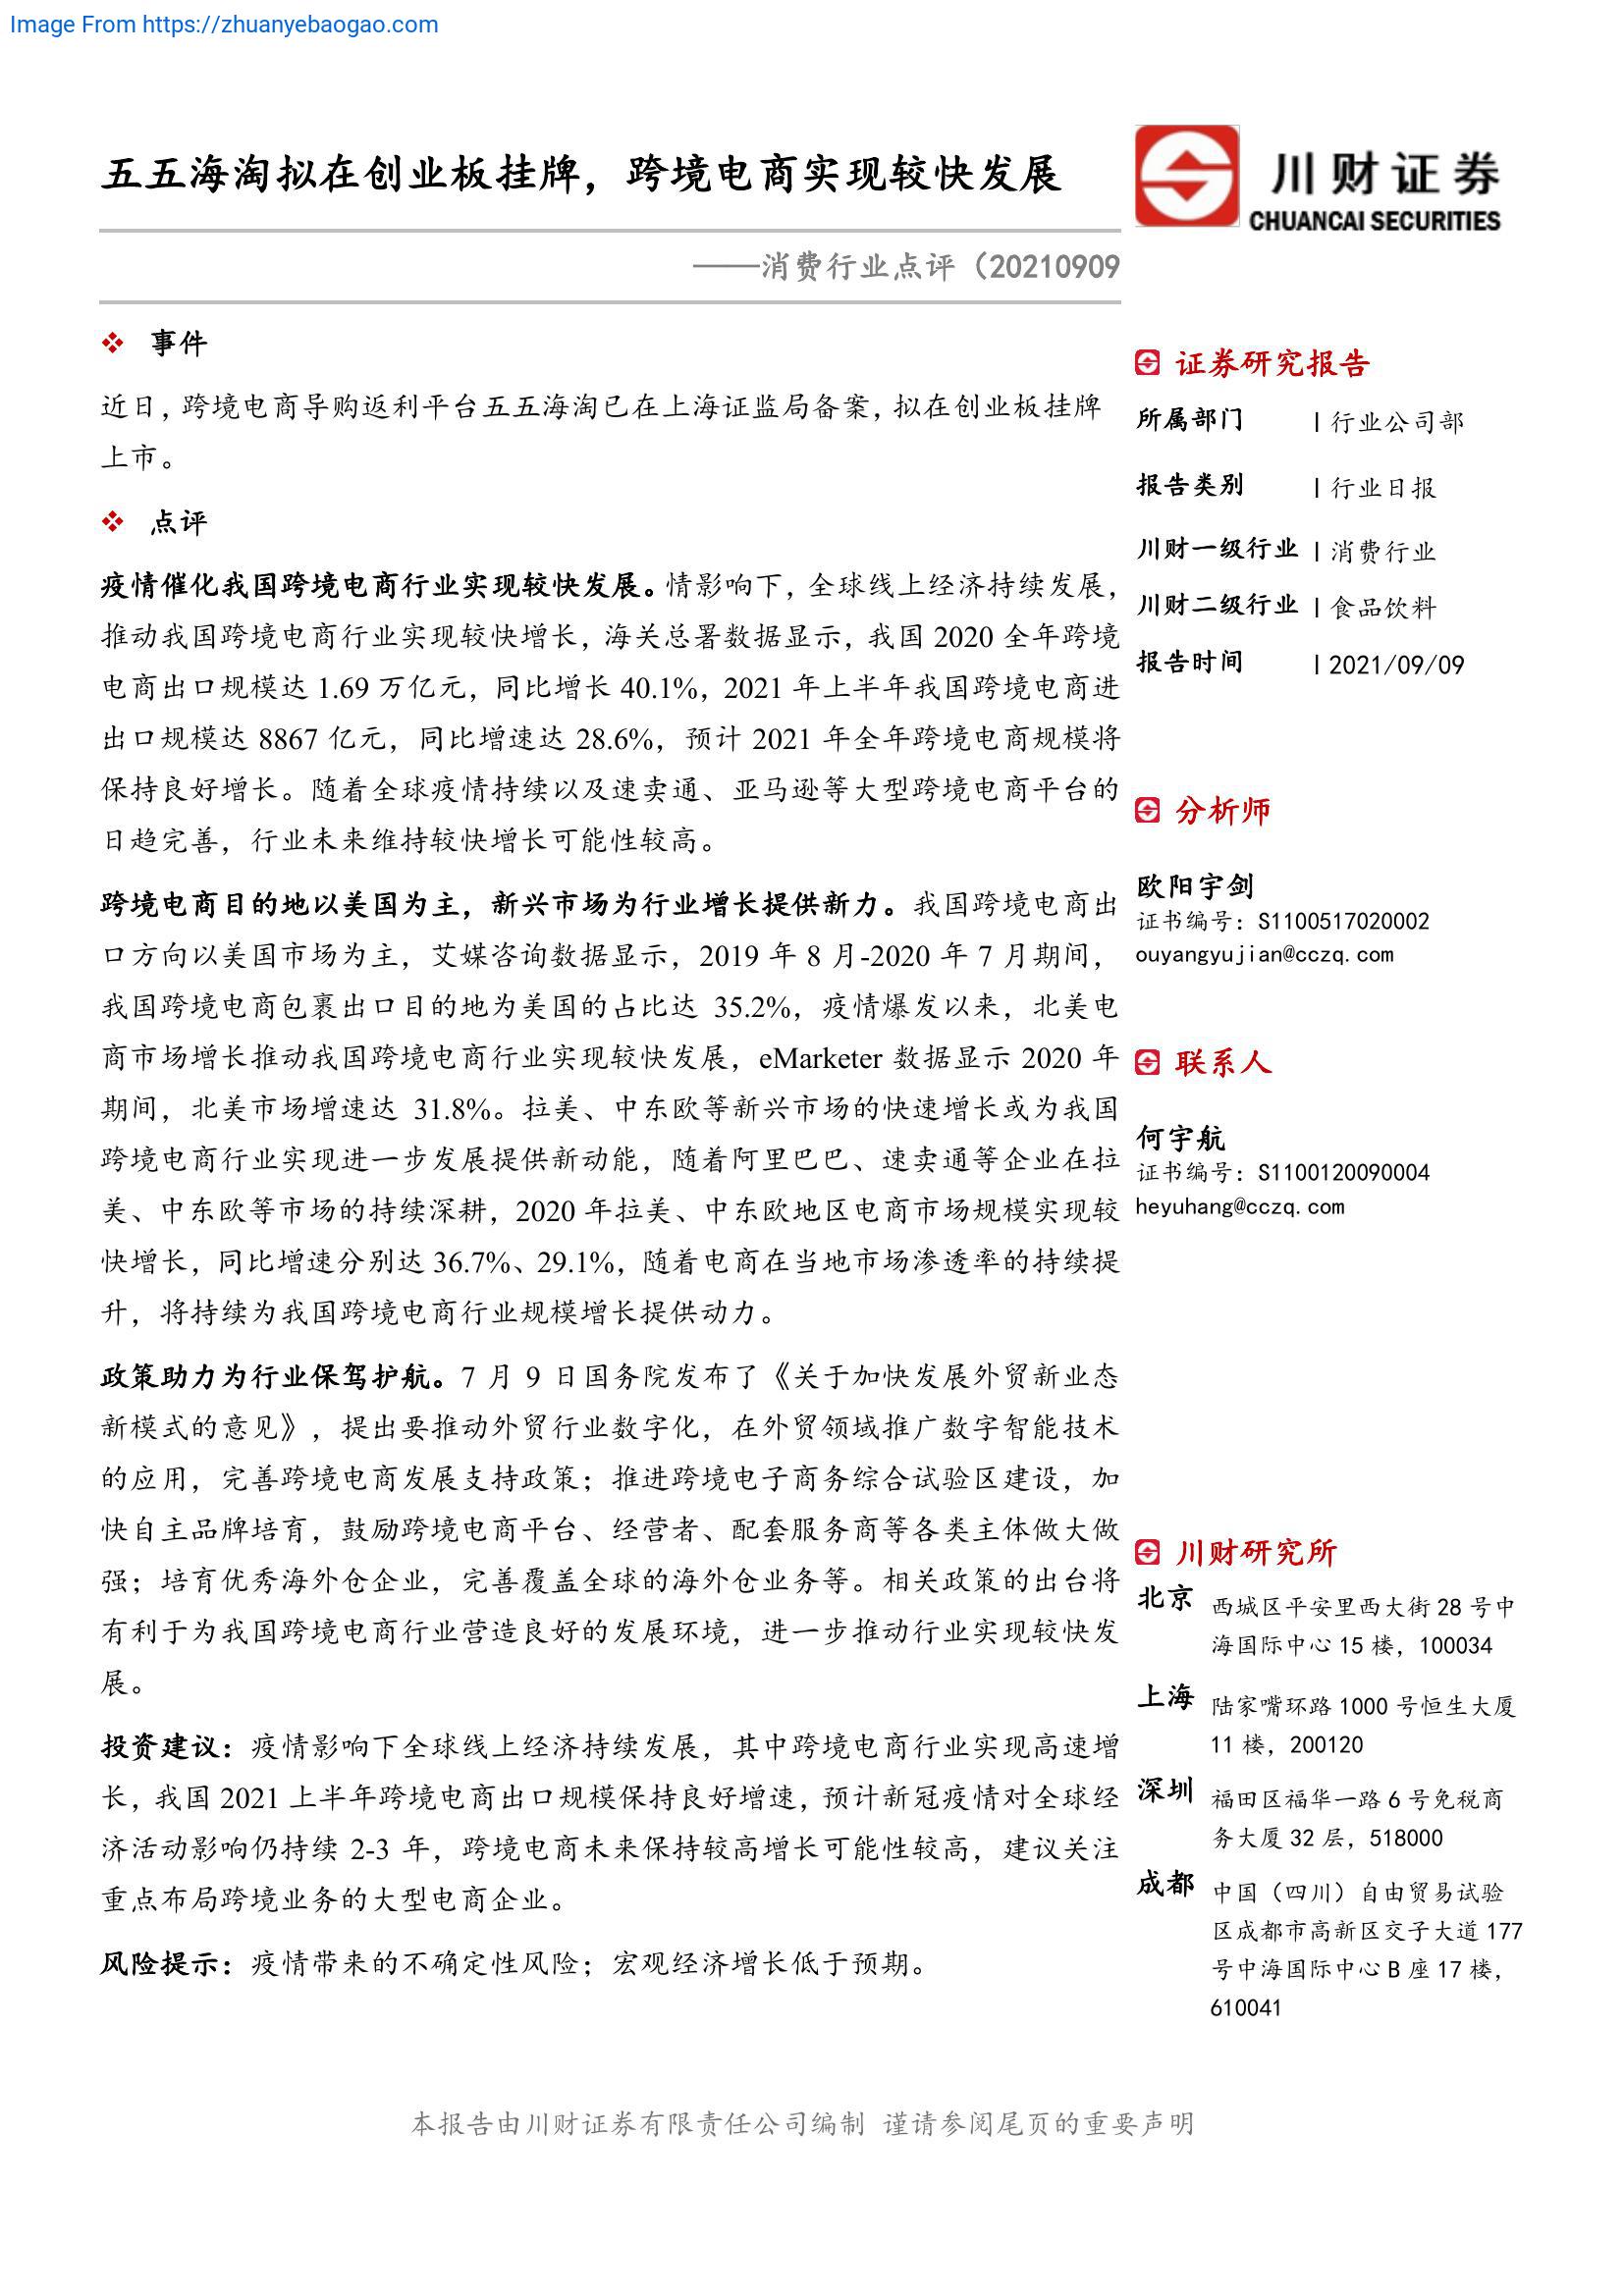 Image From https://zhuanyebaogao.com
五五海淘拟在创业板挂牌，跨境电商实现较快发展
川财证券
CHUANCAI SECURITIES
——消费行业点评（20210909
事件
近日，跨境电商导购返利平台五五海淘已在上海证监局备案，拟在创业板挂牌
上市。
点评
疫情催化我国跨境电商行业实现较快发展。情影响下，全球线上经济持续发展，
推动我国跨境电商行业实现较快增长，海关总署数据显示，我国 2020 全年跨境
电商出口规模达 1.69 万亿元，同比增长 40.1%，2021 年上半年我国跨境电商进
出口规模达 8867 亿元，同比增速达 28.6%，预计 2021 年全年跨境电商规模将
保持良好增长。随着全球疫情持续以及速卖通、亚马逊等大型跨境电商平台的
日趋完善，行业未来维持较快增长可能性较高。
跨境电商目的地以美国为主，新兴市场为行业增长提供新力。我国跨境电商出
口方向以美国市场为主，艾媒咨询数据显示，2019 年 8 月-2020 年 7 月期间，
我国跨境电商包裹出口目的地为美国的占比达 35.2%，疫情爆发以来，北美电
商市场增长推动我国跨境电商行业实现较快发展，eMarketer 数据显示 2020 年
期间，北美市场增速达 31.8%。拉美、中东欧等新兴市场的快速增长或为我国
跨境电商行业实现进一步发展提供新动能，随着阿里巴巴、速卖通等企业在拉
美、中东欧等市场的持续深耕，2020 年拉美、中东欧地区电商市场规模实现较
快增长，同比增速分别达 36.7%、29.1%，随着电商在当地市场渗透率的持续提
升，将持续为我国跨境电商行业规模增长提供动力。
政策助力为行业保驾护航。7 月 9 日国务院发布了《关于加快发展外贸新业态
新模式的意见》，提出要推动外贸行业数字化，在外贸领域推广数字智能技术
的应用，完善跨境电商发展支持政策；推进跨境电子商务综合试验区建设，加
快自主品牌培育，鼓励跨境电商平台、经营者、配套服务商等各类主体做大做
强；培育优秀海外仓企业，完善覆盖全球的海外仓业务等。相关政策的出台将
有利于为我国跨境电商行业营造良好的发展环境，进一步推动行业实现较快发
展。
投资建议：疫情影响下全球线上经济持续发展，其中跨境电商行业实现高速增
长，我国 2021 上半年跨境电商出口规模保持良好增速，预计新冠疫情对全球经
济活动影响仍持续 2-3 年，跨境电商未来保持较高增长可能性较高，建议关注
重点布局跨境业务的大型电商企业。
风险提示：疫情带来的不确定性风险；宏观经济增长低于预期。
证券研究报告
所属部门 | 行业公司部
报告类别 | 行业日报
川财一级行业 | 消费行业
川财二级行业 | 食品饮料
报告时间 | 2021/09/09
分析师
欧阳宇剑
证书编号：S1100517020002
ouyangyujian@cczq.com
联系人
何宇航
证书编号：S1100120090004
heyuhang@cczq.com
川财研究所
北京 西城区平安里西大街 28 号中
海国际中心 15 楼，100034
上海 陆家嘴环路 1000 号恒生大厦
11 楼，200120
深圳 福田区福华一路 6 号免税商
务大厦 32 层，518000
成都 中国（四川）自由贸易试验
区成都市高新区交子大道 177
号中海国际中心 B 座 17 楼，
610041
本报告由川财证券有限责任公司编制 谨请参阅尾页的重要声明